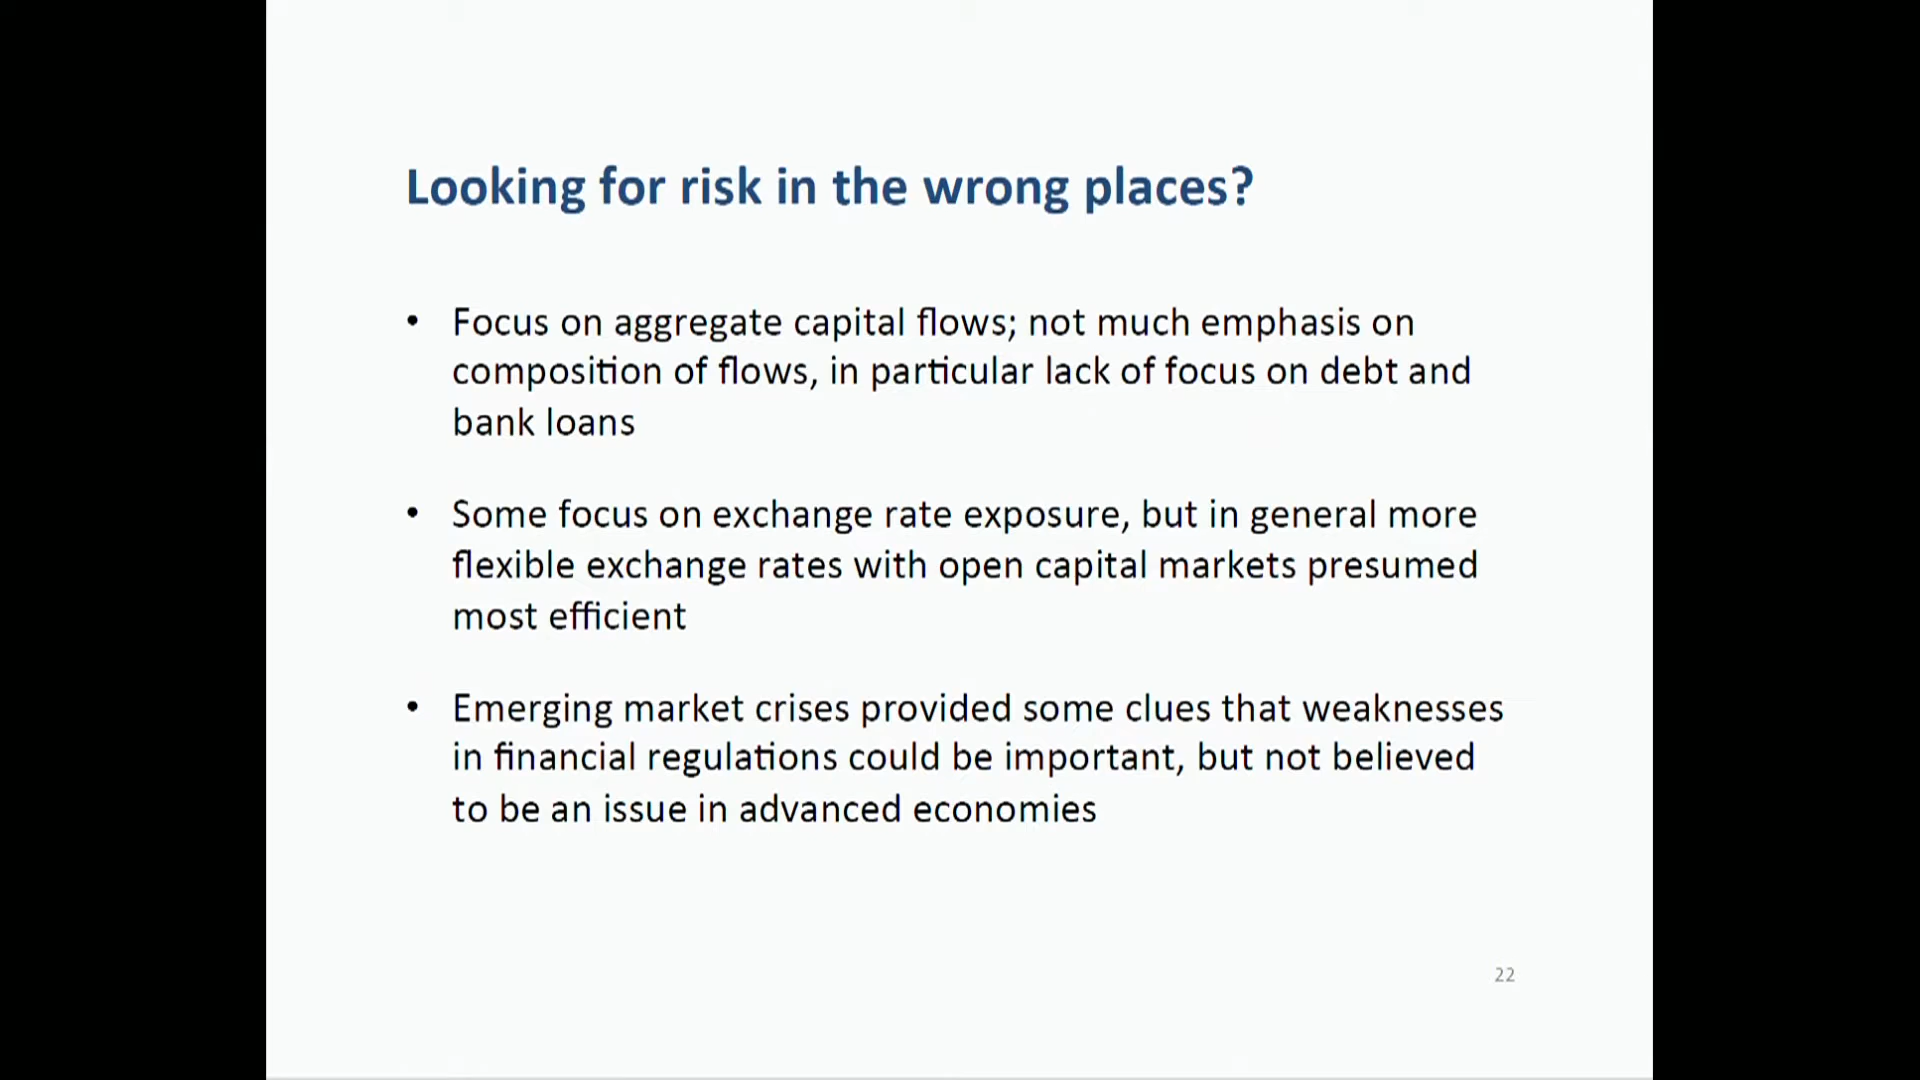 Looking for risk in the wrong places?
• Focus on aggregate capital flows; not much emphasis on
composition of flows, in particular lack of focus on debt and
bank loans
• Some focus on exchange rate exposure, but in general more
flexible exchange rates with open capital markets presumed
most efficient
• Emerging market crises provided some clues that weaknesses
in financial regulations could be important, but not believed
to be an issue in advanced economies
22